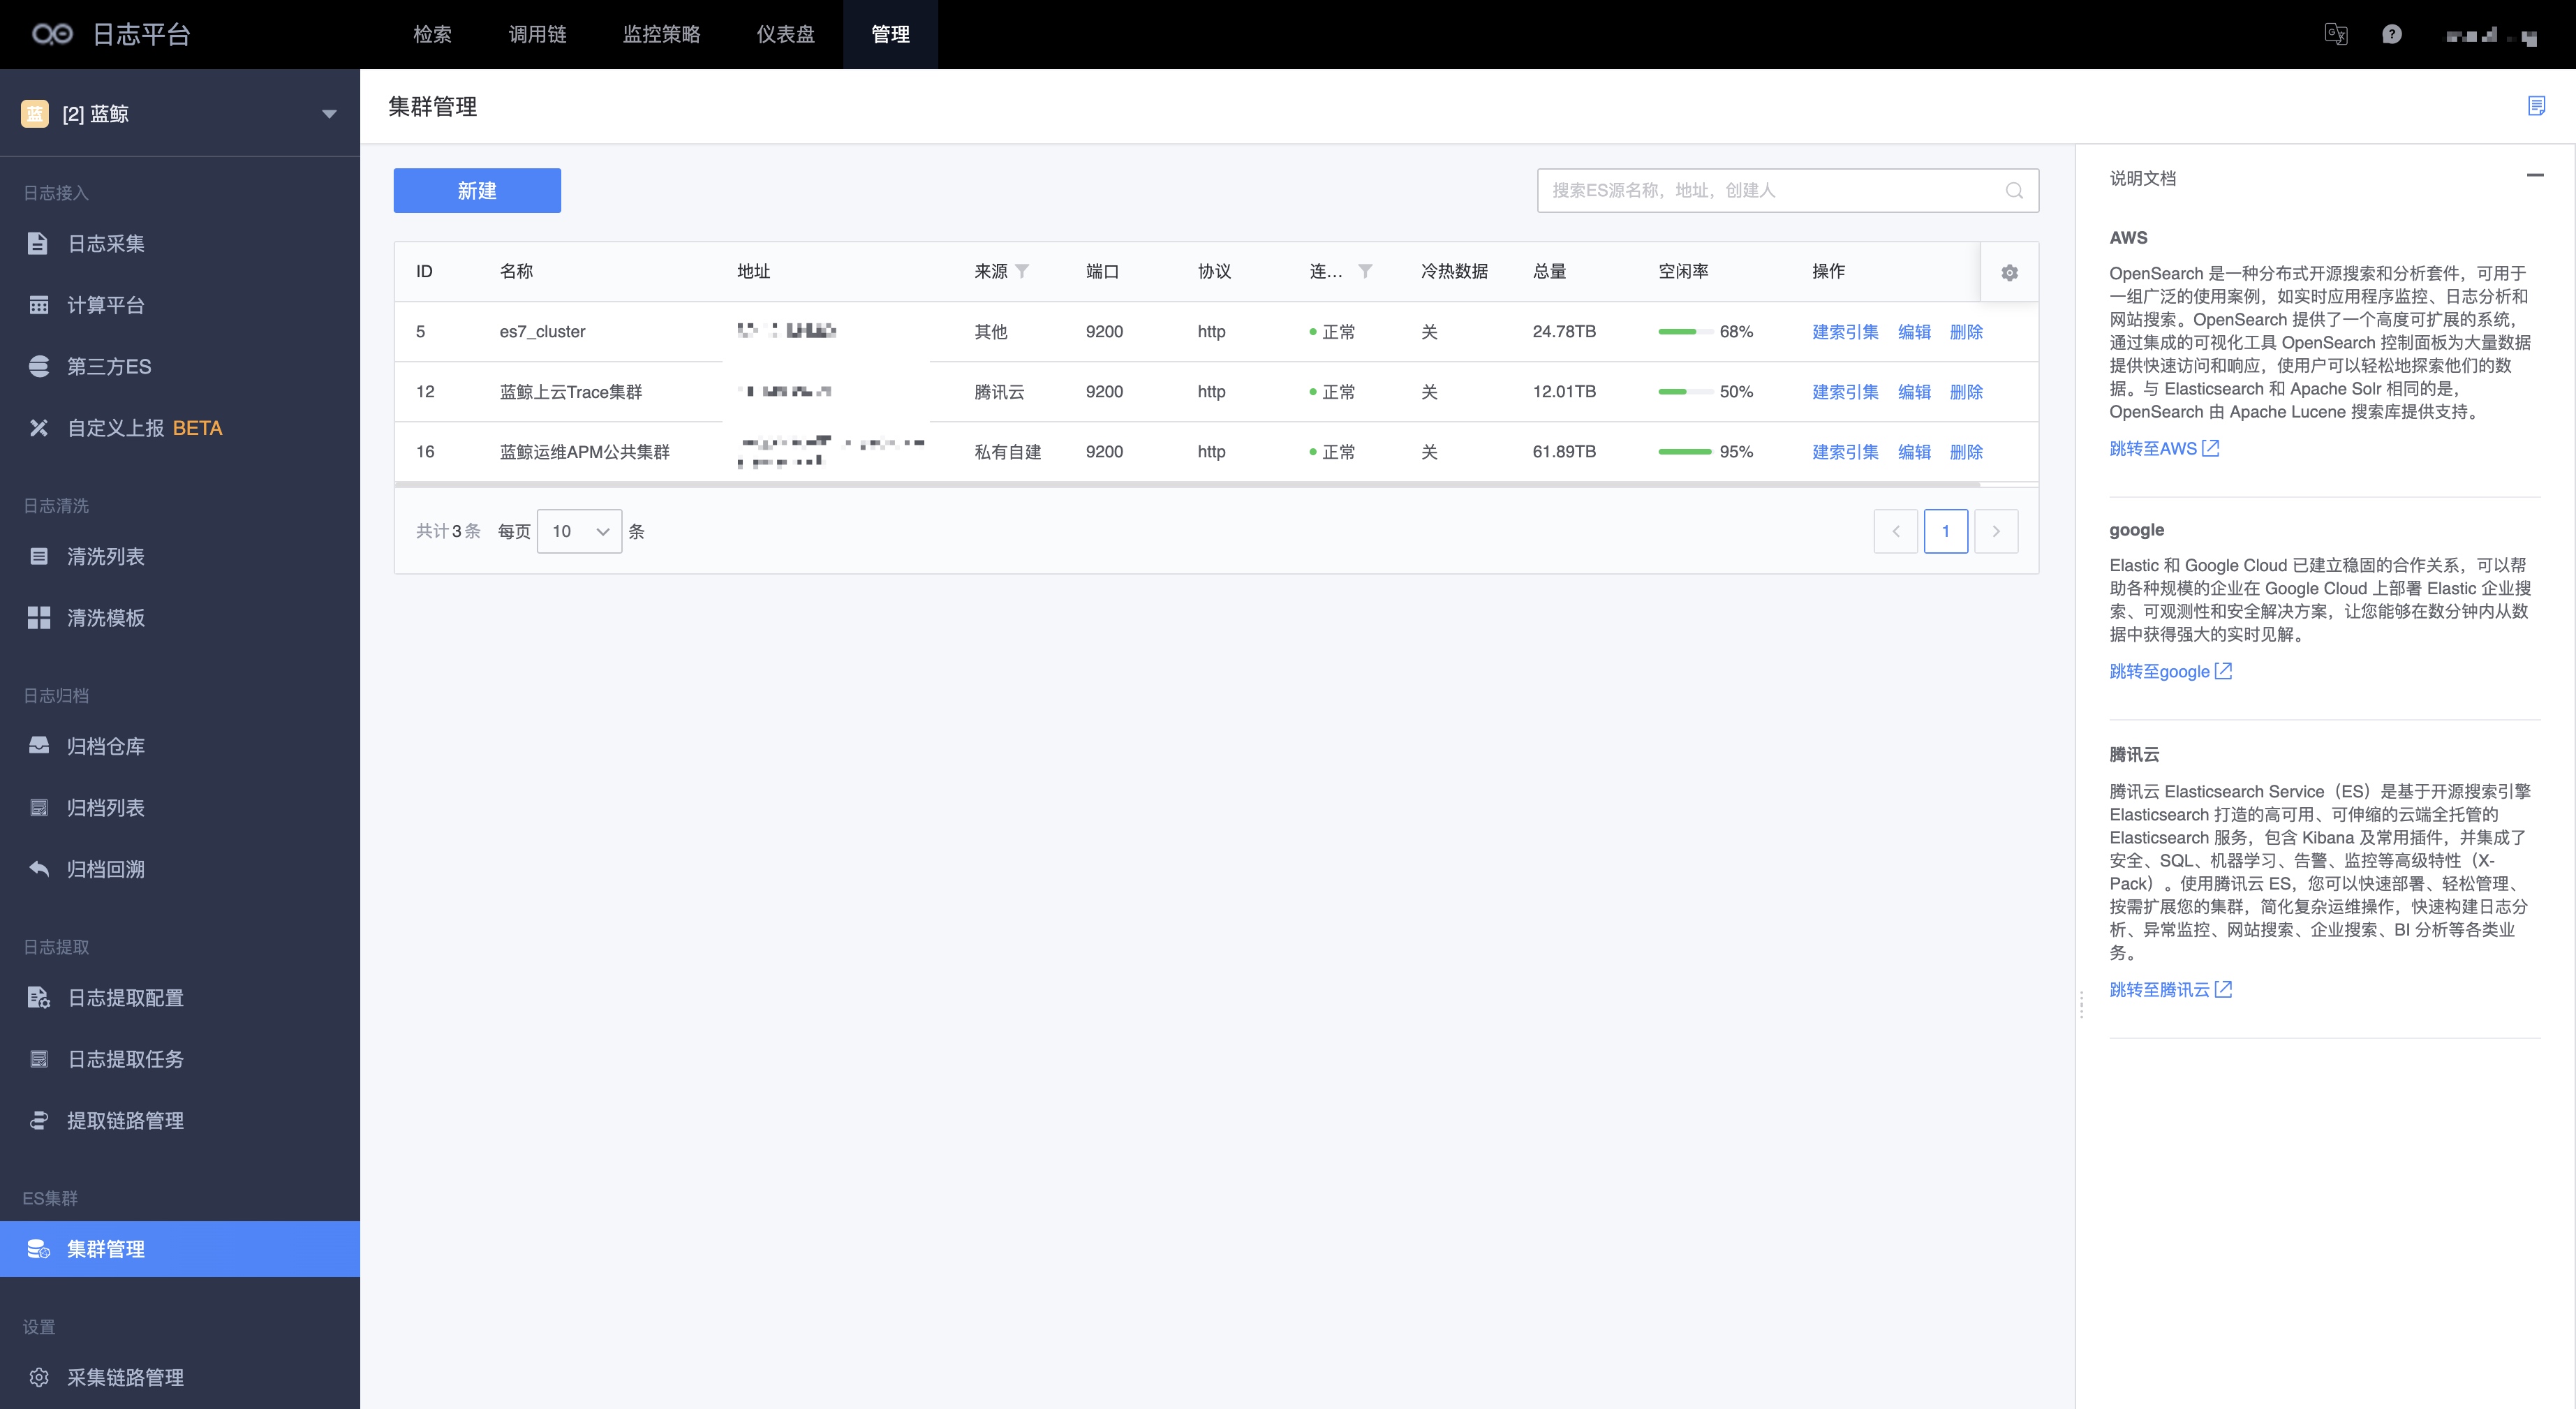 日志平台
检索 调用链 监控策略 仪表盘 管理
蓝 [2] 蓝鲸
日志接入
日志采集
计算平台
第三方ES
自定义上报 BETA
日志清洗
清洗列表
清洗模板
日志归档
归档仓库
归档列表
归档回溯
日志提取
日志提取配置
日志提取任务
提取链路管理
ES集群
集群管理
设置
采集链路管理
集群管理
新建
搜索ES源名称，地址，创建人
ID 名称 地址 来源 端口 协议 连... 冷热数据 总量 空闲率 操作
5 es7_cluster 其他 9200 http 正常 关 24.78TB 68% 建索引集 编辑 删除
12 蓝鲸上云Trace集群 腾讯云 9200 http 正常 关 12.01TB 50% 建索引集 编辑 删除
16 蓝鲸运维APM公共集群 私有自建 9200 http 正常 关 61.89TB 95% 建索引集 编辑 删除
共计 3 条 每页 10 条
1
说明文档
AWS
OpenSearch 是一种分布式开源搜索和分析套件，可用于
一组广泛的使用案例，如实时应用程序监控、日志分析和
网站搜索。OpenSearch 提供了一个高度可扩展的系统，
通过集成的可视化工具 OpenSearch 控制面板为大量数据
提供快速访问和响应，使用户可以轻松地探索他们的数
据。与 Elasticsearch 和 Apache Solr 相同的是，
OpenSearch 由 Apache Lucene 搜索库提供支持。
跳转至AWS
google
Elastic 和 Google Cloud 已建立稳固的合作关系，可以帮
助各种规模的企业在 Google Cloud 上部署 Elastic 企业搜
索、可观测性和安全解决方案，让您能够在数分钟内从数
据中获得强大的实时见解。
跳转至google
腾讯云
腾讯云 Elasticsearch Service（ES）是基于开源搜索引擎
Elasticsearch 打造的高可用、可伸缩的云端全托管的
Elasticsearch 服务，包含 Kibana 及常用插件，并集成了
安全、SQL、机器学习、告警、监控等高级特性（X-
Pack）。使用腾讯云 ES，您可以快速部署、轻松管理、
按需扩展您的集群，简化复杂运维操作，快速构建日志分
析、异常监控、网站搜索、企业搜索、BI 分析等各类业
务。
跳转至腾讯云